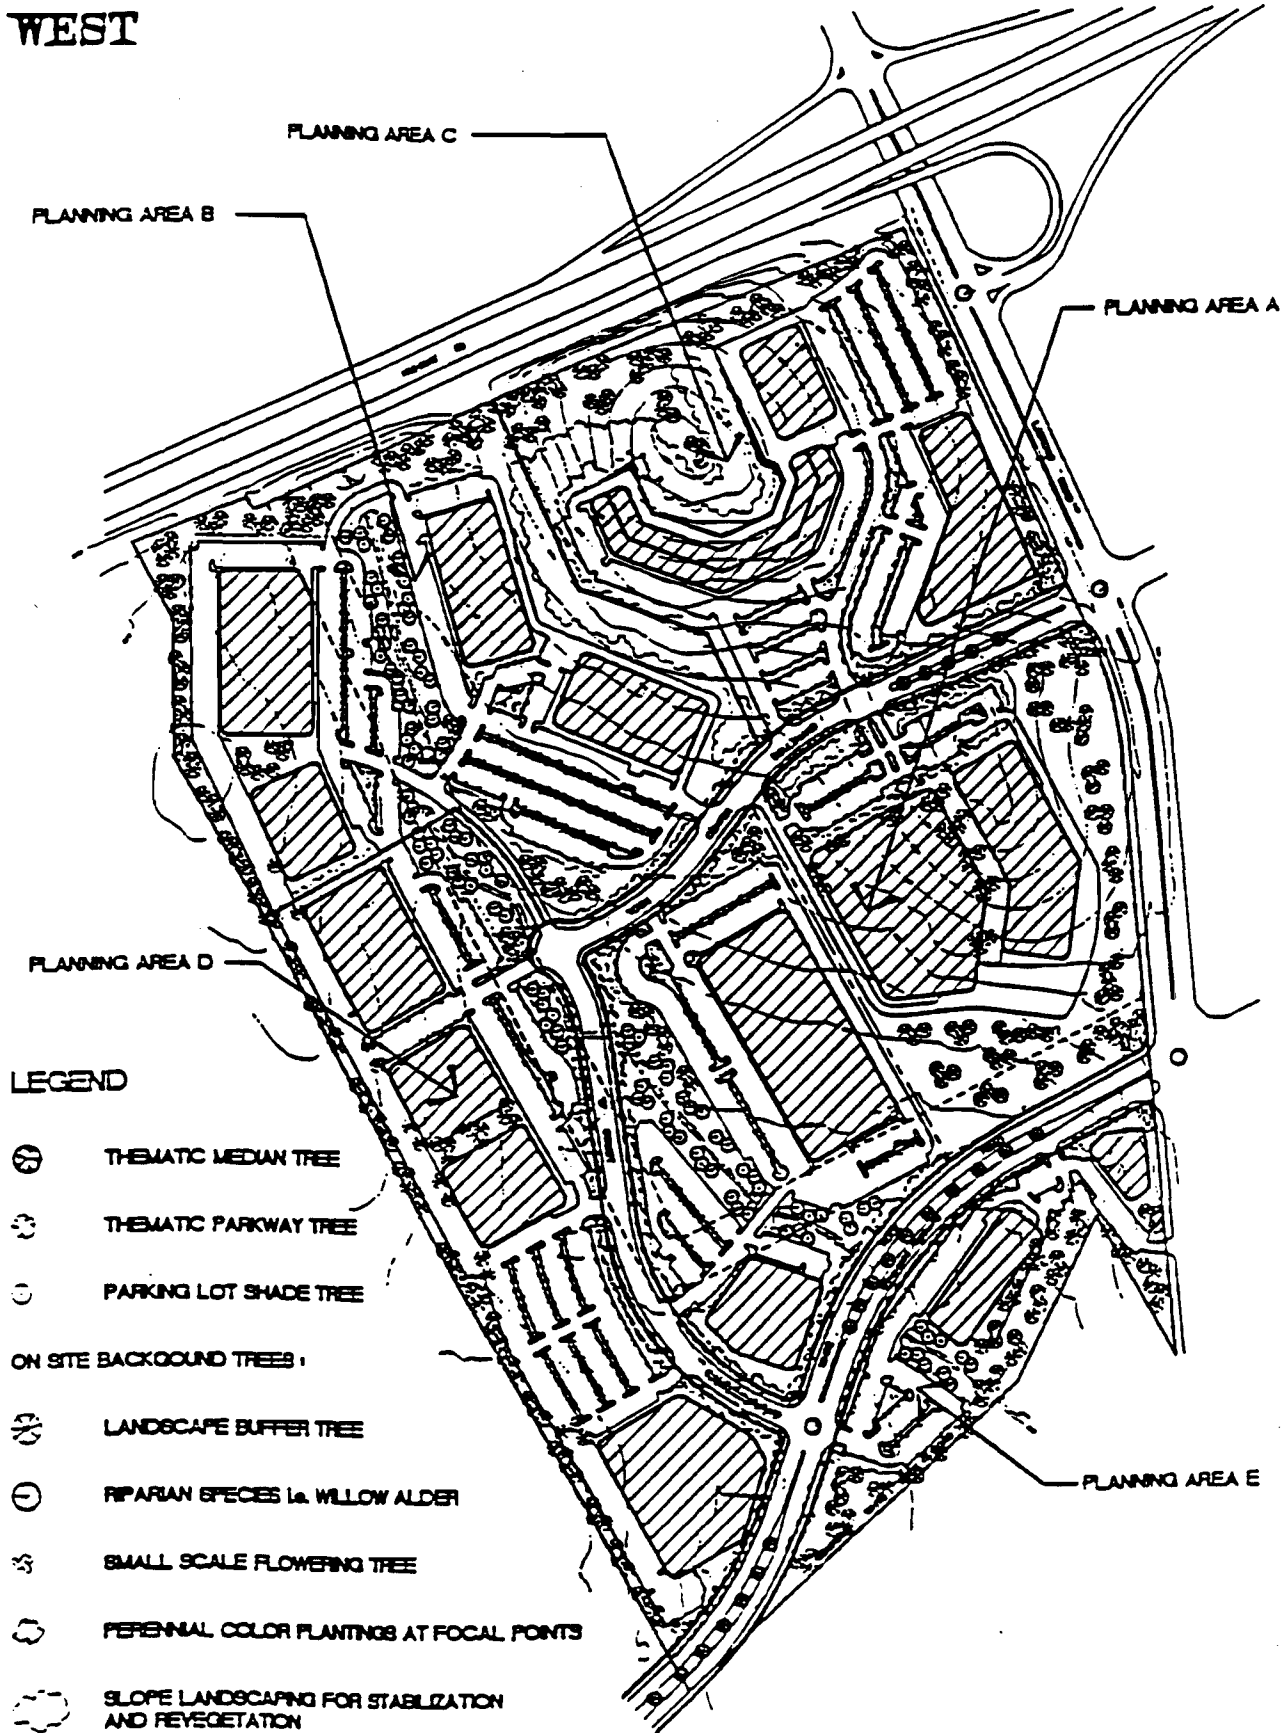 WEST
PLANNING AREA C
PLANNING AREA B
PLANNING AREA A
PLANNING AREA D
LEGEND
THEMATIC MEDIAN TREE
THEMATIC PARKWAY TREE
PARKING LOT SHADE TREE
ON SITE BACKGOUND TREES :
LANDSCAPE BUFFER TREE
RIPARIAN SPECIES i.e. WILLOW ALDER
PLANNING AREA E
SMALL SCALE FLOWERING TREE
PERENNIAL COLOR PLANTINGS AT FOCAL POINTS
SLOPE LANDSCAPING FOR STABILIZATION
AND REVEGETATION